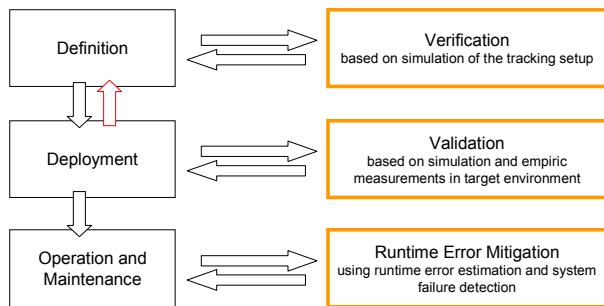 Definition
Verification
based on simulation of the tracking setup
Deployment
Validation
based on simulation and empiric
measurements in target environment
Operation and
Maintenance
Runtime Error Mitigation
using runtime error estimation and system
failure detection